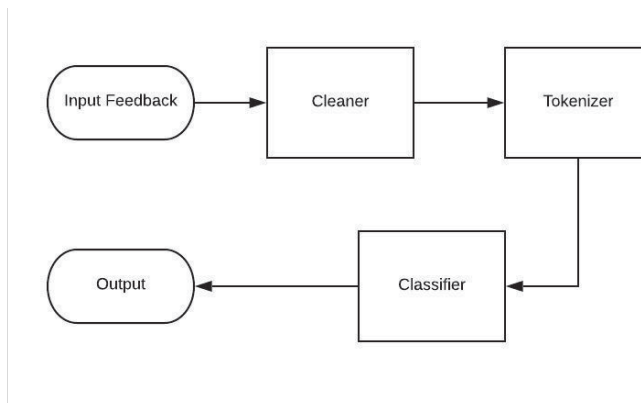 Input Feedback
Cleaner
Tokenizer
Classifier
Output